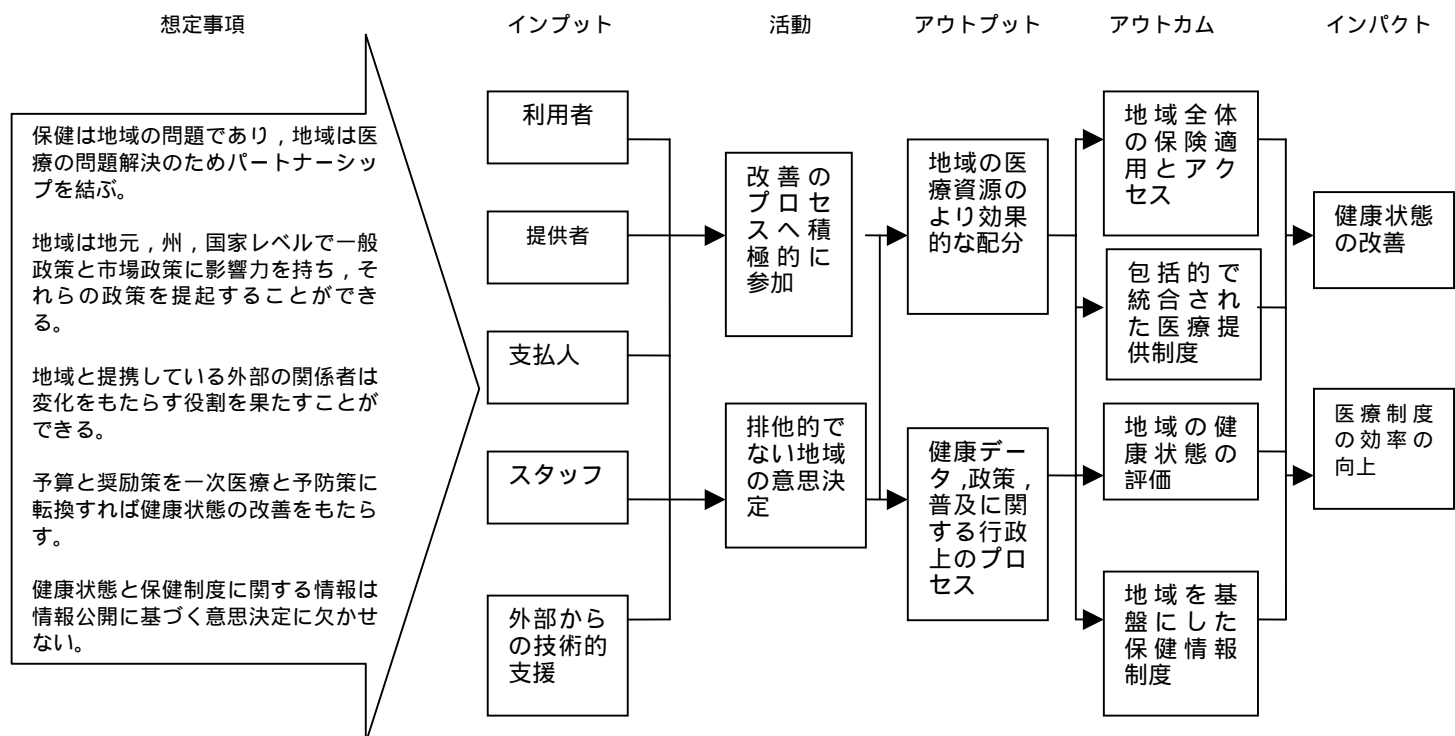 想定事項
インプット
活動
アウトプット
アウトカム
インパクト
保健は地域の問題であり，地域は医
療の問題解決のためパートナーシッ
プを結ぶ。
地域は地元，州，国家レベルで一般
政策と市場政策に影響力を持ち，そ
れらの政策を提起することができ
る。
地域と提携している外部の関係者は
変化をもたらす役割を果たすことが
できる。
予算と奨励策を一次医療と予防策に
転換すれば健康状態の改善をもたら
す。
健康状態と保健制度に関する情報は
情報公開に基づく意思決定に欠かせ
ない。
利用者
提供者
支払人
スタッフ
外部から
の技術的
支援
改善の
プロセ
スへ積
極的に
参加
排他的で
ない地域
の意思決
定
地域の医
療資源の
より効果
的な配分
健康デー
タ，政策，
普及に関
する行政
上のプロ
セス
地域全体
の保険適
用とアク
セス
包括的で
統合され
た医療提
供制度
地域の健
康状態の
評価
地域を基
盤にした
保健情報
制度
健康状態
の改善
医療制度
の効率の
向上